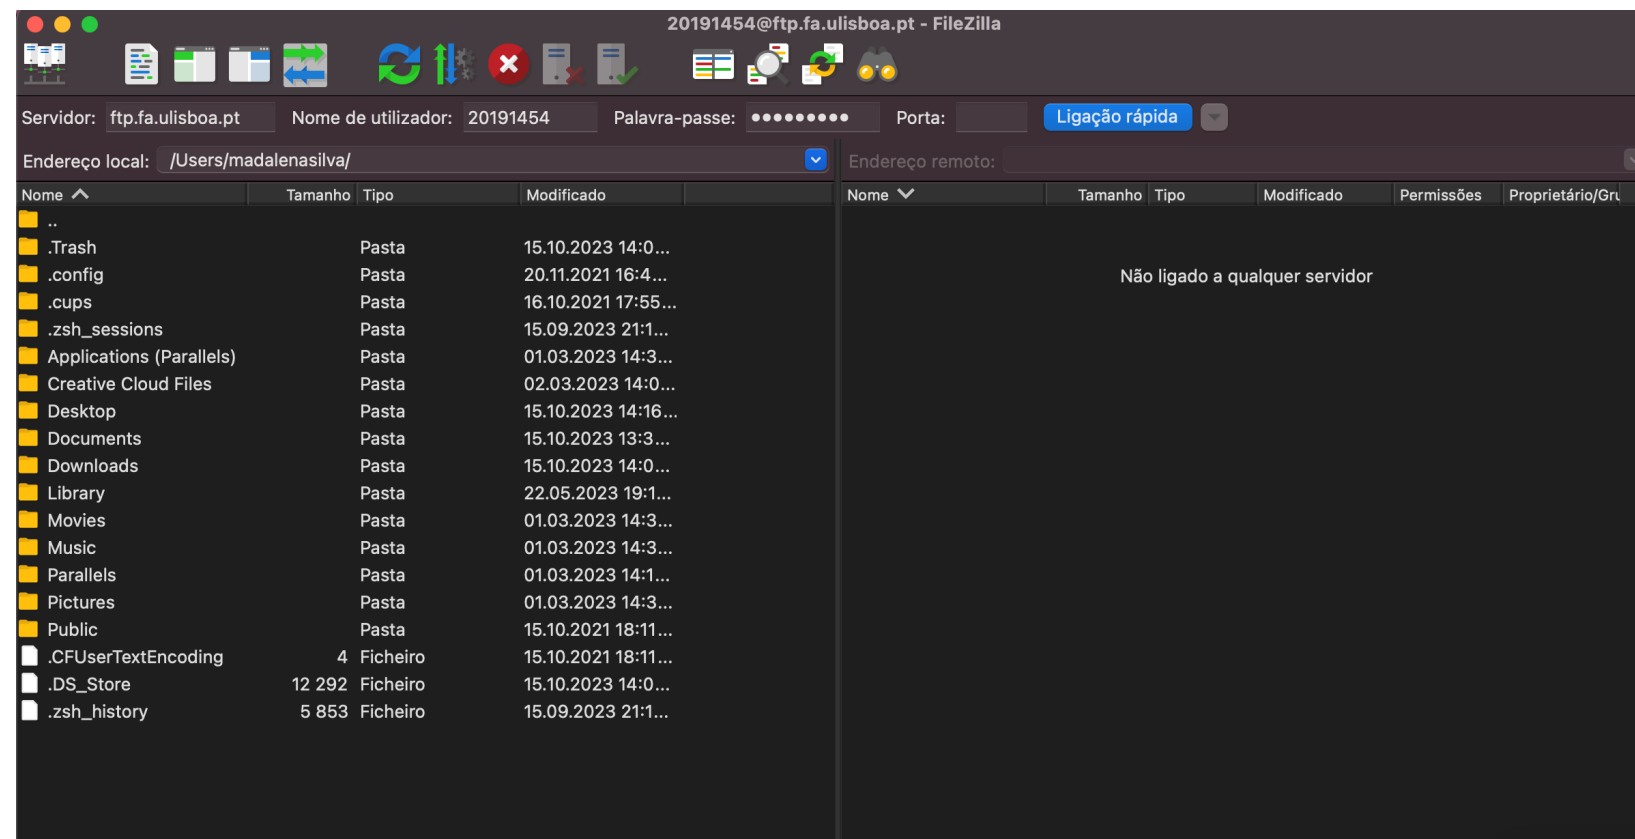 20191454@ftp.fa.ulisboa.pt - FileZilla
Servidor: ftp.fa.ulisboa.pt Nome de utilizador: 20191454 Palavra-passe: ●●●●●●●●● Porta: Ligação rápida
Endereço local: /Users/madalenasilva/ Endereço remoto:
Nome Tamanho Tipo Modificado Nome Tamanho Tipo Modificado Permissões Proprietário/Gru
..
.Trash Pasta 15.10.2023 14:0...
.config Pasta 20.11.2021 16:4...
Não ligado a qualquer servidor
.cups Pasta 16.10.2021 17:55...
.zsh_sessions Pasta 15.09.2023 21:1...
Applications (Parallels) Pasta 01.03.2023 14:3...
Creative Cloud Files Pasta 02.03.2023 14:0...
Desktop Pasta 15.10.2023 14:16...
Documents Pasta 15.10.2023 13:3...
Downloads Pasta 15.10.2023 14:0...
Library Pasta 22.05.2023 19:1...
Movies Pasta 01.03.2023 14:3...
Music Pasta 01.03.2023 14:3...
Parallels Pasta 01.03.2023 14:1...
Pictures Pasta 01.03.2023 14:3...
Public Pasta 15.10.2021 18:11...
.CFUserTextEncoding 4 Ficheiro 15.10.2021 18:11...
.DS_Store 12 292 Ficheiro 15.10.2023 14:0...
.zsh_history 5 853 Ficheiro 15.09.2023 21:1...